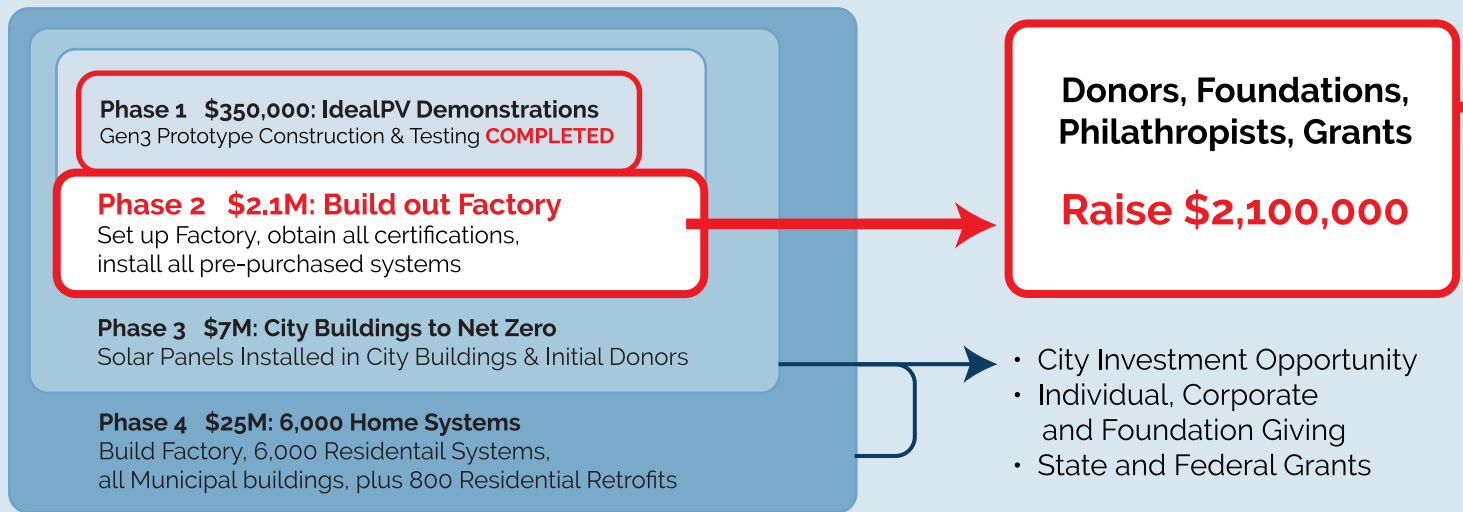 Phase 1 $350,000: IdealPV Demonstrations
Gen3 Prototype Construction & Testing COMPLETED
Phase 2 $2.1M: Build out Factory
Set up Factory, obtain all certifications,
install all pre-purchased systems
Phase 3 $7M: City Buildings to Net Zero
Solar Panels Installed in City Buildings & Initial Donors
Phase 4 $25M: 6,000 Home Systems
Build Factory, 6,000 Residentail Systems,
all Municipal buildings, plus 800 Residential Retrofits
Donors, Foundations,
Philathropists, Grants
Raise $2,100,000
• City Investment Opportunity
• Individual, Corporate
and Foundation Giving
• State and Federal Grants